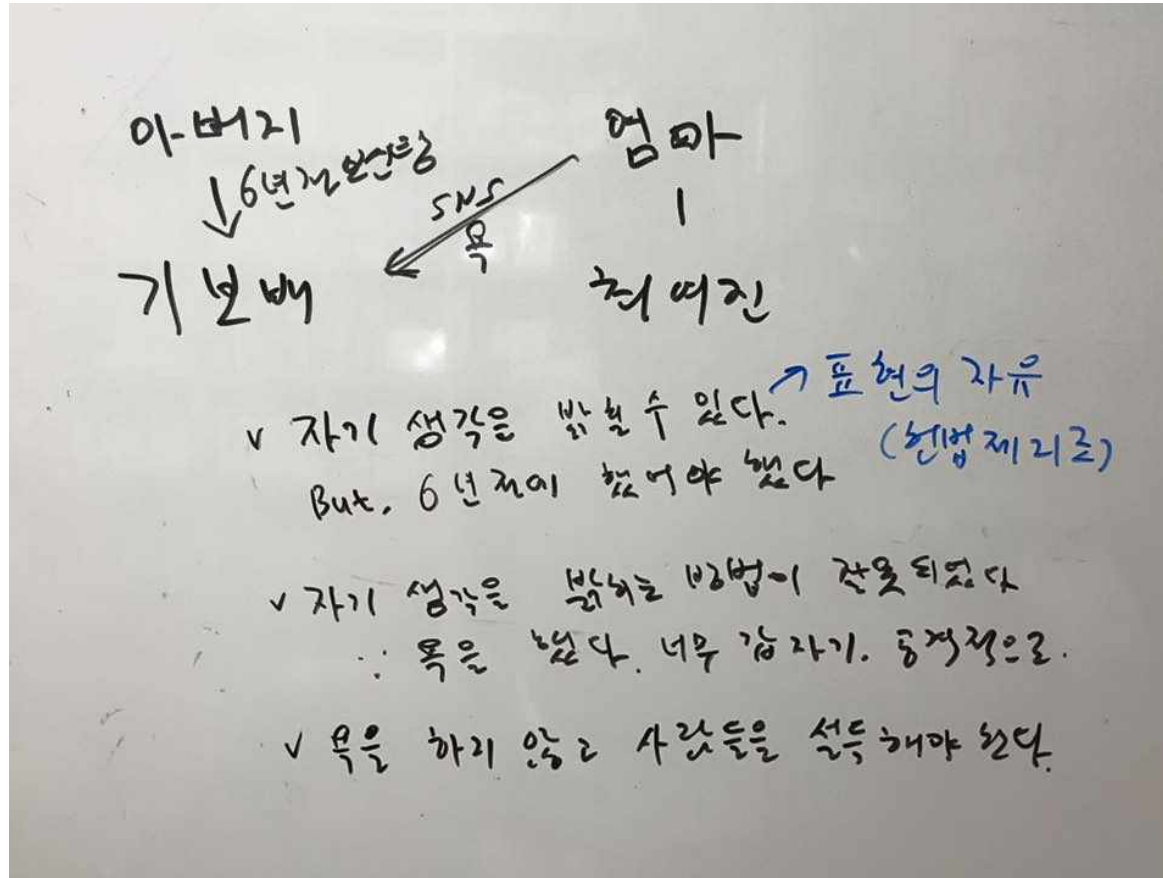 아버지 엄마
6년전 보신탕
SNS
욕
기보배 최여진
v 자기 생각을 밝힐 수 있다. ↗ 표현의 자유
(헌법 제21조)
But, 6년전에 했어야 했다
v 자기 생각을 밝히는 방법이 잘못되었다
∵ 욕을 했다. 너무 갑자기. 공격적으로.
v 욕을 하지 않고 사람들을 설득해야 한다.